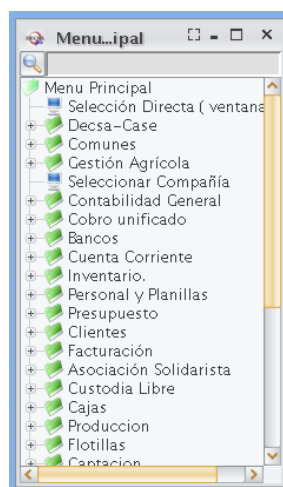 Menu...ipal
Menu Principal
Selección Directa ( ventana
Decsa-Case
Comunes
Gestión Agrícola
Seleccionar Compañía
Contabilidad General
Cobro unificado
Bancos
Cuenta Corriente
Inventario.
Personal y Planillas
Presupuesto
Clientes
Facturación
Asociación Solidarista
Custodia Libre
Cajas
Produccion
Flotillas
Captacion